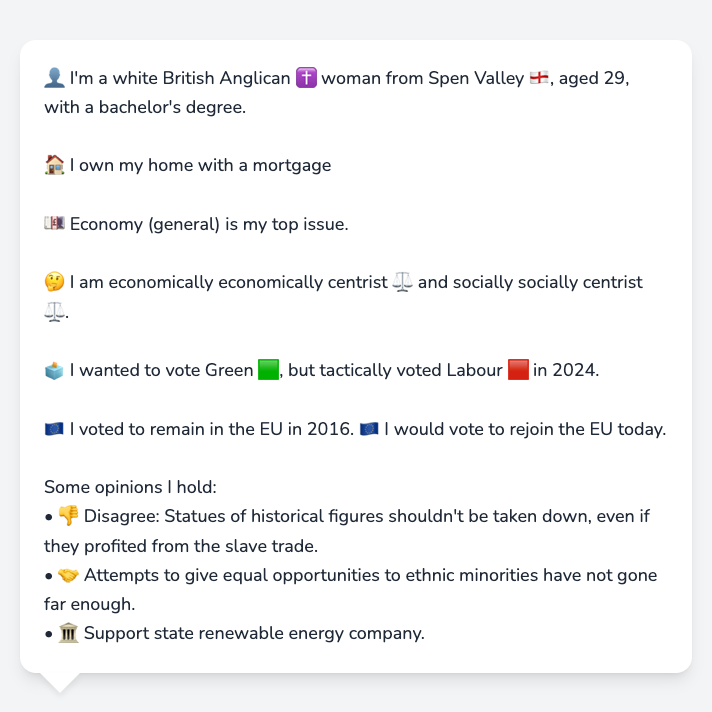 👤 I'm a white British Anglican ✝️ woman from Spen Valley 🏴󠁧󠁢󠁥󠁮󠁧󠁿, aged 29,
with a bachelor's degree.
🏠 I own my home with a mortgage
💷 Economy (general) is my top issue.
🤔 I am economically economically centrist ⚖️ and socially socially centrist
⚖️.
🗳️ I wanted to vote Green 🟩, but tactically voted Labour 🟥 in 2024.
🇪🇺 I voted to remain in the EU in 2016. 🇪🇺 I would vote to rejoin the EU today.
Some opinions I hold:
• 👎 Disagree: Statues of historical figures shouldn't be taken down, even if
they profited from the slave trade.
• 🤝 Attempts to give equal opportunities to ethnic minorities have not gone
far enough.
• 🏛️ Support state renewable energy company.